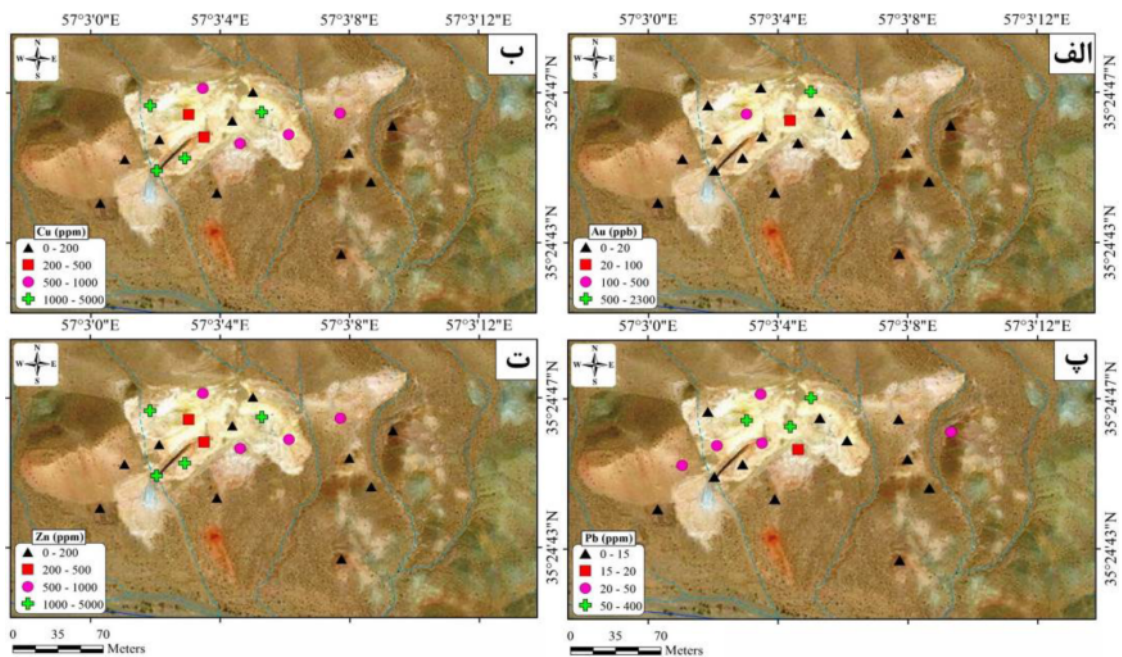 57°3'0"E 57°3'4"E 57°3'8"E 57°3'12"E
57°3'0"E 57°3'4"E 57°3'8"E 57°3'12"E
ب
N
W E
S
35°24'47"N
35°24'43"N
Cu (ppm)
0 - 200
200 - 500
500 - 1000
1000 - 5000
الف
N
W E
S
35°24'47"N
35°24'43"N
Au (ppb)
0 - 20
20 - 100
100 - 500
500 - 2300
57°3'0"E 57°3'4"E 57°3'8"E 57°3'12"E
57°3'0"E 57°3'4"E 57°3'8"E 57°3'12"E
ت
N
W E
S
35°24'47"N
35°24'43"N
Zn (ppm)
0 - 200
200 - 500
500 - 1000
1000 - 5000
0 35 70
Meters
پ
N
W E
S
35°24'47"N
35°24'43"N
Pb (ppm)
0 - 15
15 - 20
20 - 50
50 - 400
0 35 70
Meters